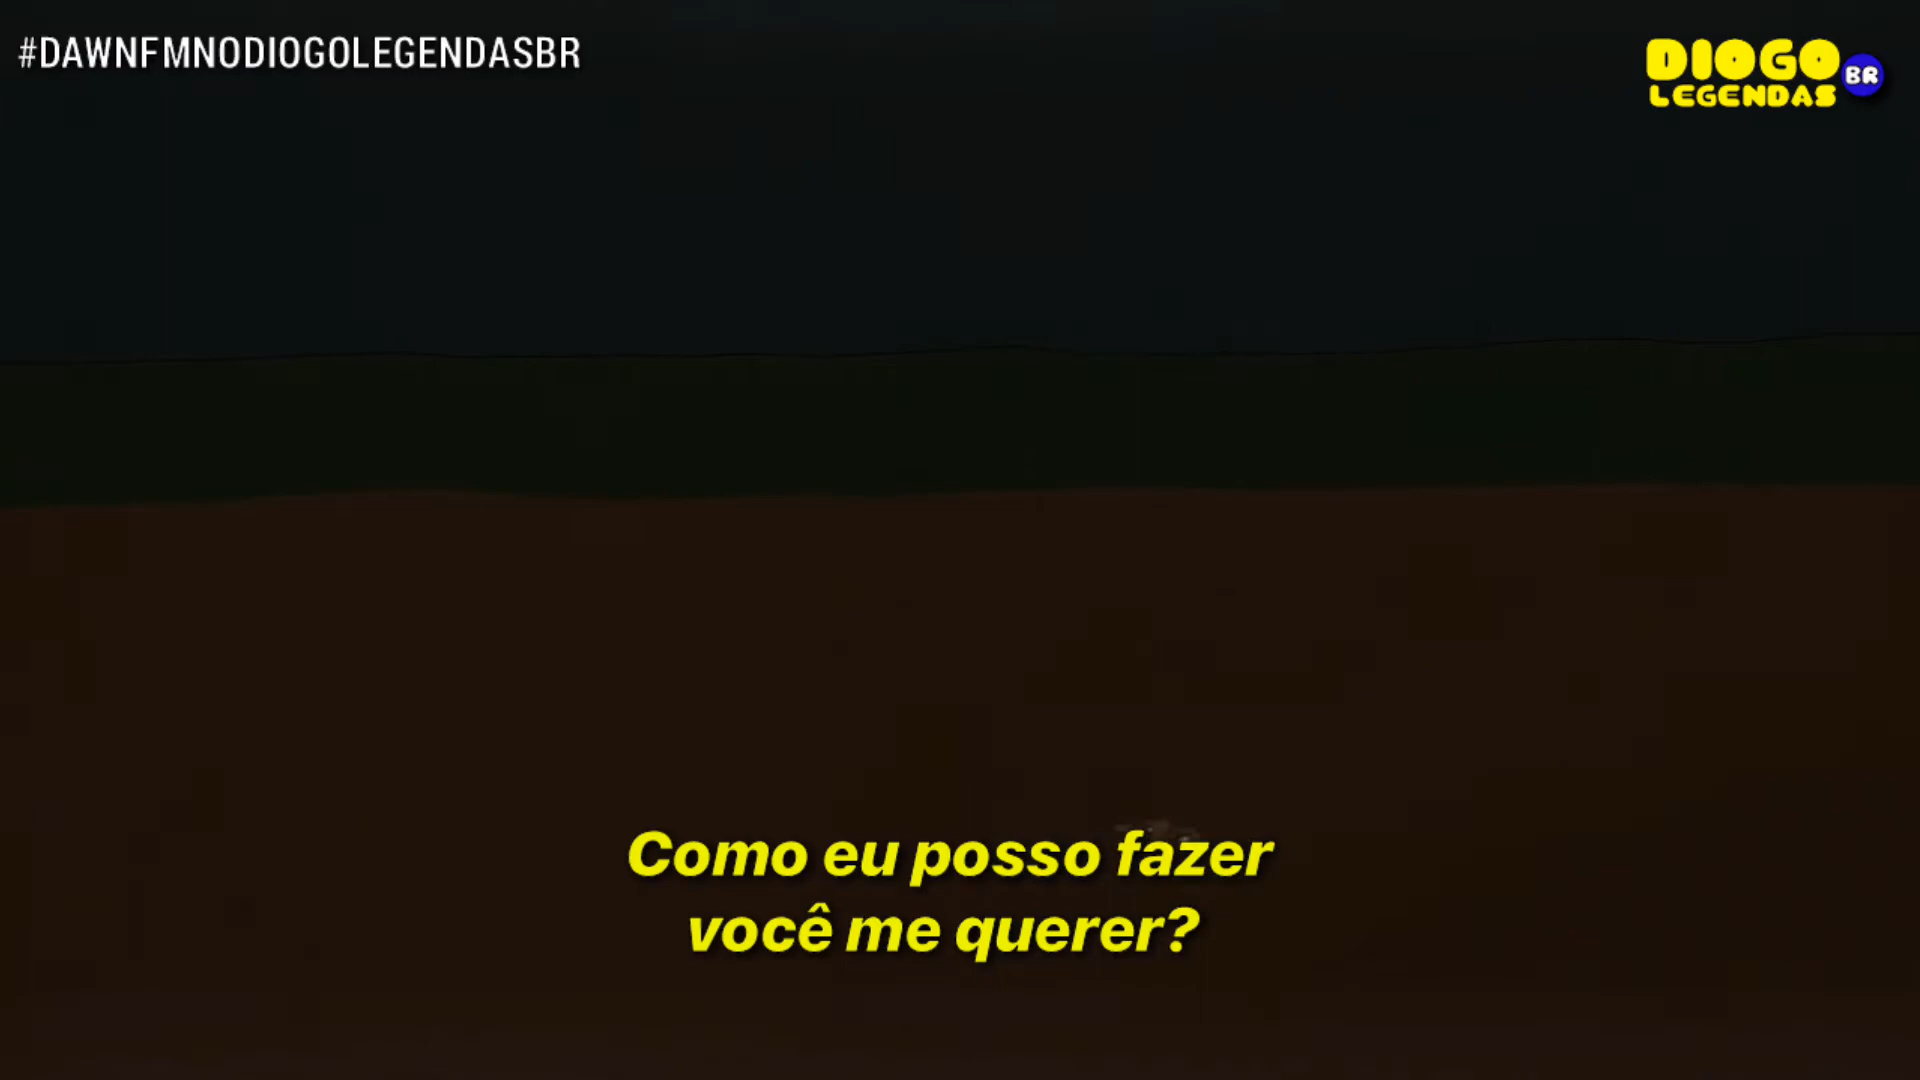 #DAWNFMNODIOGOLEGENDASBR
DIOGO
LEGENDAS
BR
Como eu posso fazer
você me querer?